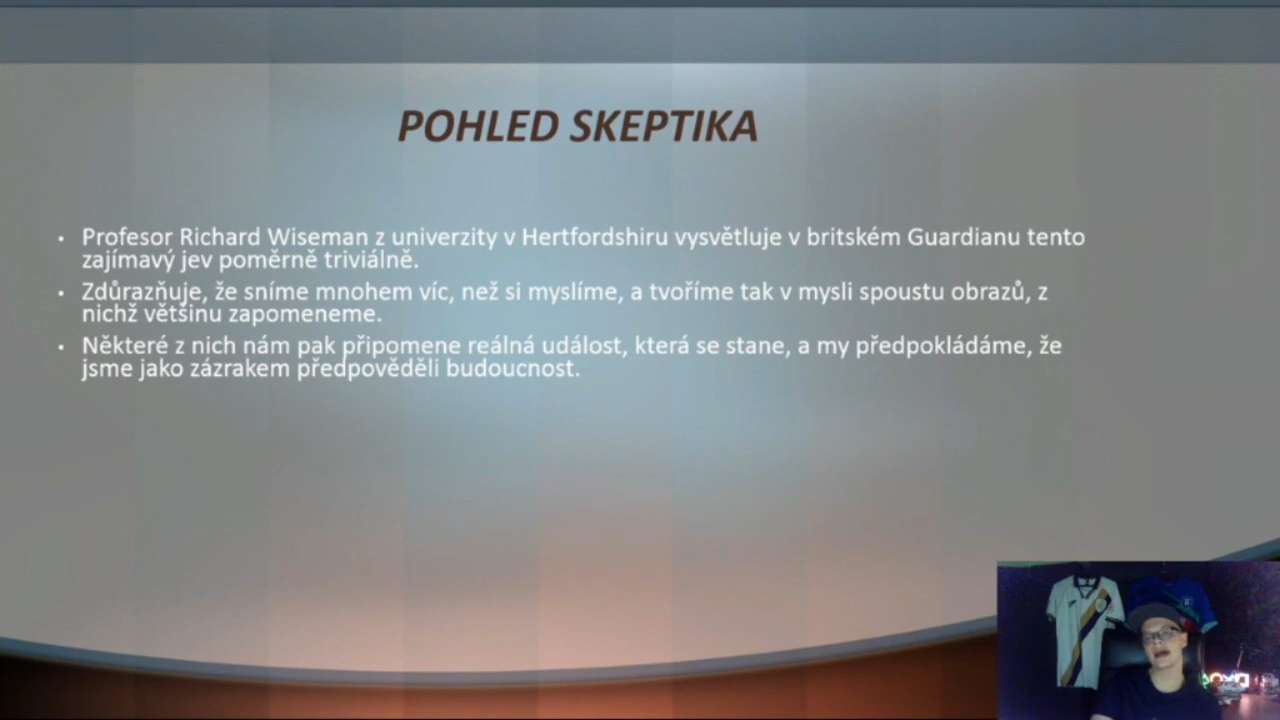 POHLED SKEPTIKA
• Profesor Richard Wiseman z univerzity v Hertfordshiru vysvětluje v britském Guardianu tento
zajímavý jev poměrně triviálně.
• Zdůrazňuje, že sníme mnohem víc, než si myslíme, a tvoříme tak v mysli spoustu obrazů, z
nichž většinu zapomeneme.
• Některé z nich nám pak připomene reálná událost, která se stane, a my předpokládáme, že
jsme jako zázrakem předpověděli budoucnost.